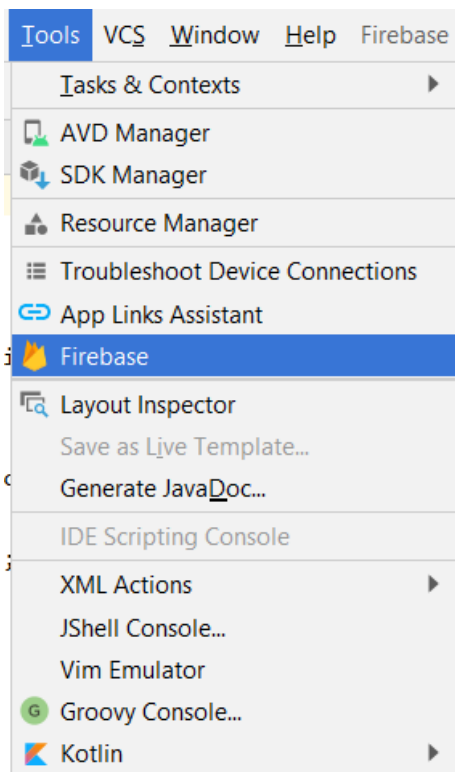 Tools VCS Window Help Firebase
Tasks & Contexts
AVD Manager
SDK Manager
Resource Manager
Troubleshoot Device Connections
App Links Assistant
Firebase
Layout Inspector
Save as Live Template...
Generate JavaDoc...
IDE Scripting Console
XML Actions
JShell Console...
Vim Emulator
G Groovy Console...
Kotlin